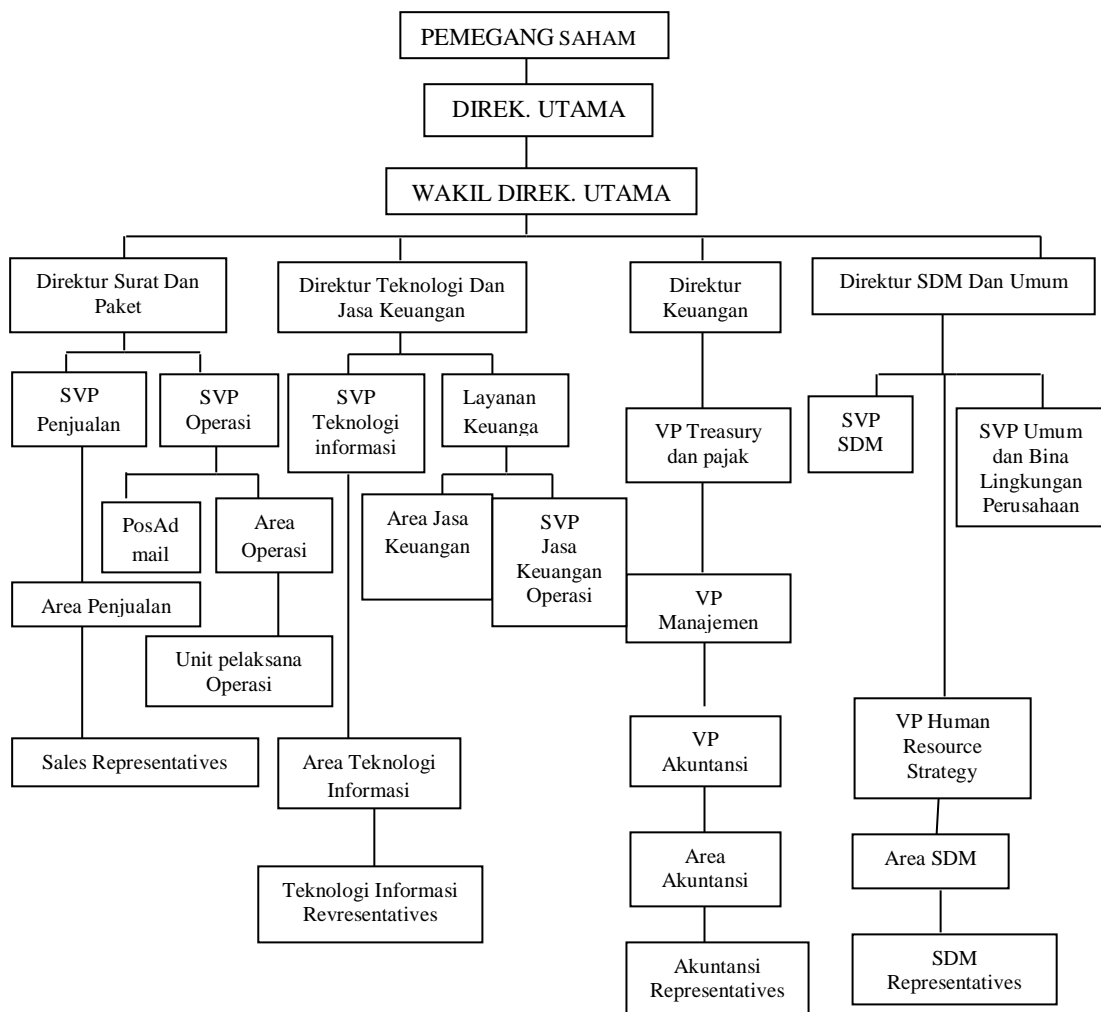 PEMEGANG SAHAM
DIREK. UTAMA
WAKIL DIREK. UTAMA
Direktur Surat Dan
Paket
Direktur Teknologi Dan
Jasa Keuangan
Direktur
Keuangan
Direktur SDM Dan Umum
SVP
Penjualan
SVP
Operasi
SVP
Teknologi
informasi
Layanan
Keuanga
VP Treasury
dan pajak
SVP
SDM
SVP Umum
dan Bina
Lingkungan
Perusahaan
PosAd
mail
Area
Operasi
Area Jasa
Keuangan
SVP
Jasa
Keuangan
Operasi
Area Penjualan
VP
Manajemen
Unit pelaksana
Operasi
Sales Representatives
Area Teknologi
Informasi
VP
Akuntansi
VP Human
Resource
Strategy
Area
Akuntansi
Area SDM
Teknologi Informasi
Revresentatives
Akuntansi
Representatives
SDM
Representatives